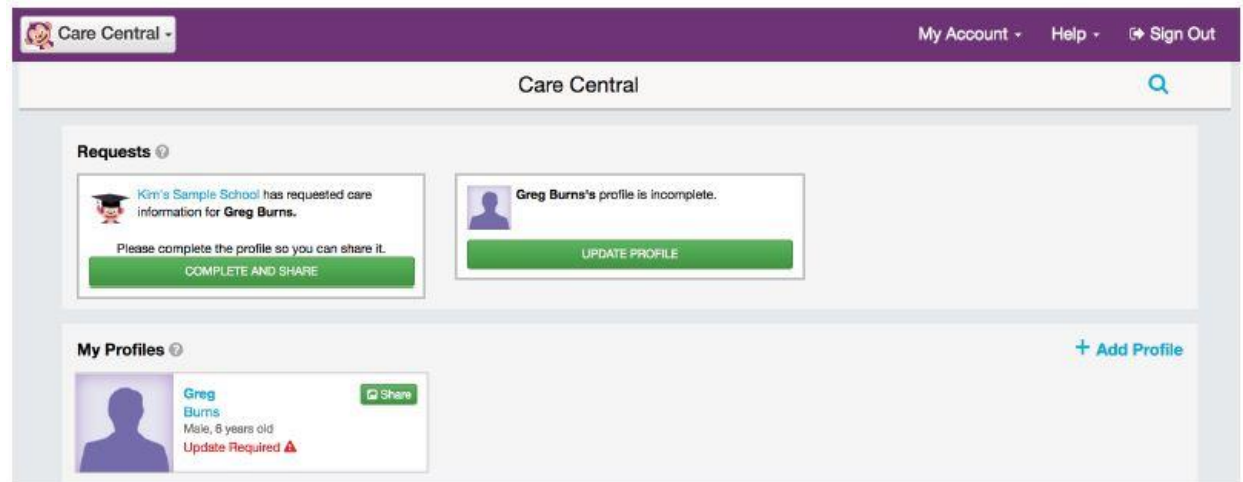 Care Central
My Account
Help
Sign Out
Care Central
Requests
Kim's Sample School has requested care
information for Greg Burns.
Please complete the profile so you can share it.
COMPLETE AND SHARE
Greg Burns's profile is incomplete.
UPDATE PROFILE
My Profiles
+ Add Profile
Greg
Share
Burns
Male, 6 years old
Update Required